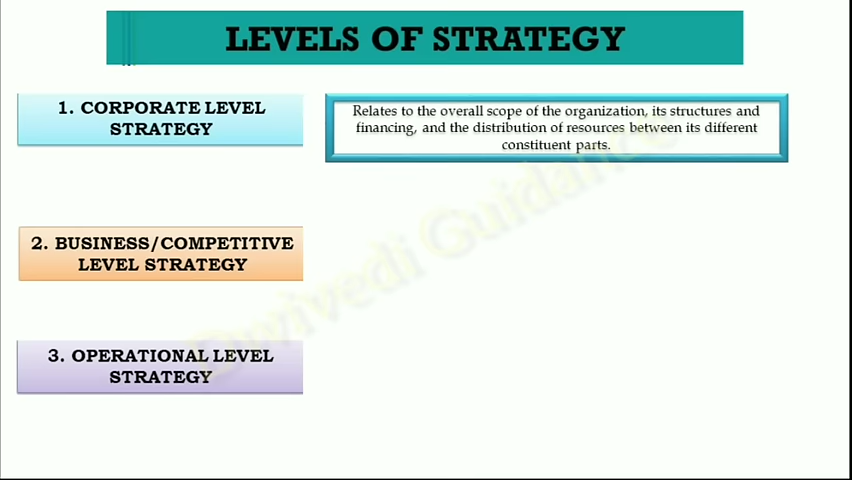 LEVELS OF STRATEGY
1. CORPORATE LEVEL
STRATEGY
Relates to the overall scope of the organization, its structures and
financing, and the distribution of resources between its different
constituent parts.
2. BUSINESS/COMPETITIVE
LEVEL STRATEGY
3. OPERATIONAL LEVEL
STRATEGY
Dwivedi Guidance